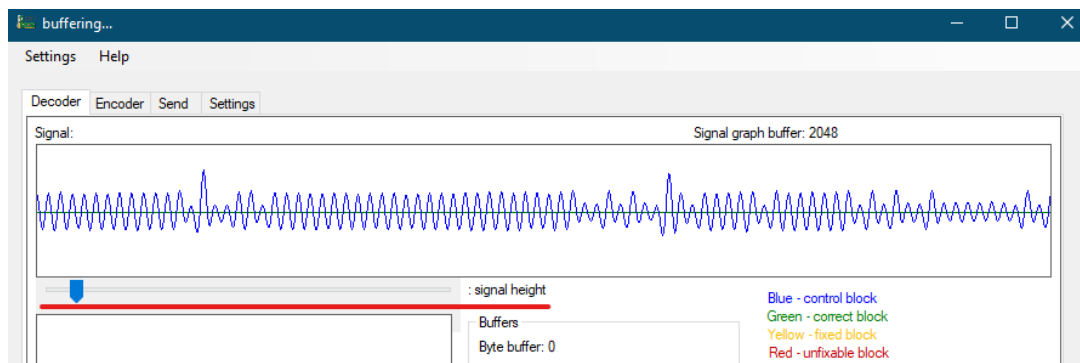 buffering...
Settings Help
Decoder Encoder Send Settings
Signal: Signal graph buffer: 2048
: signal height
Blue - control block
Buffers
Green - correct block
Yellow - fixed block
Byte buffer: 0
Red - unfixable block